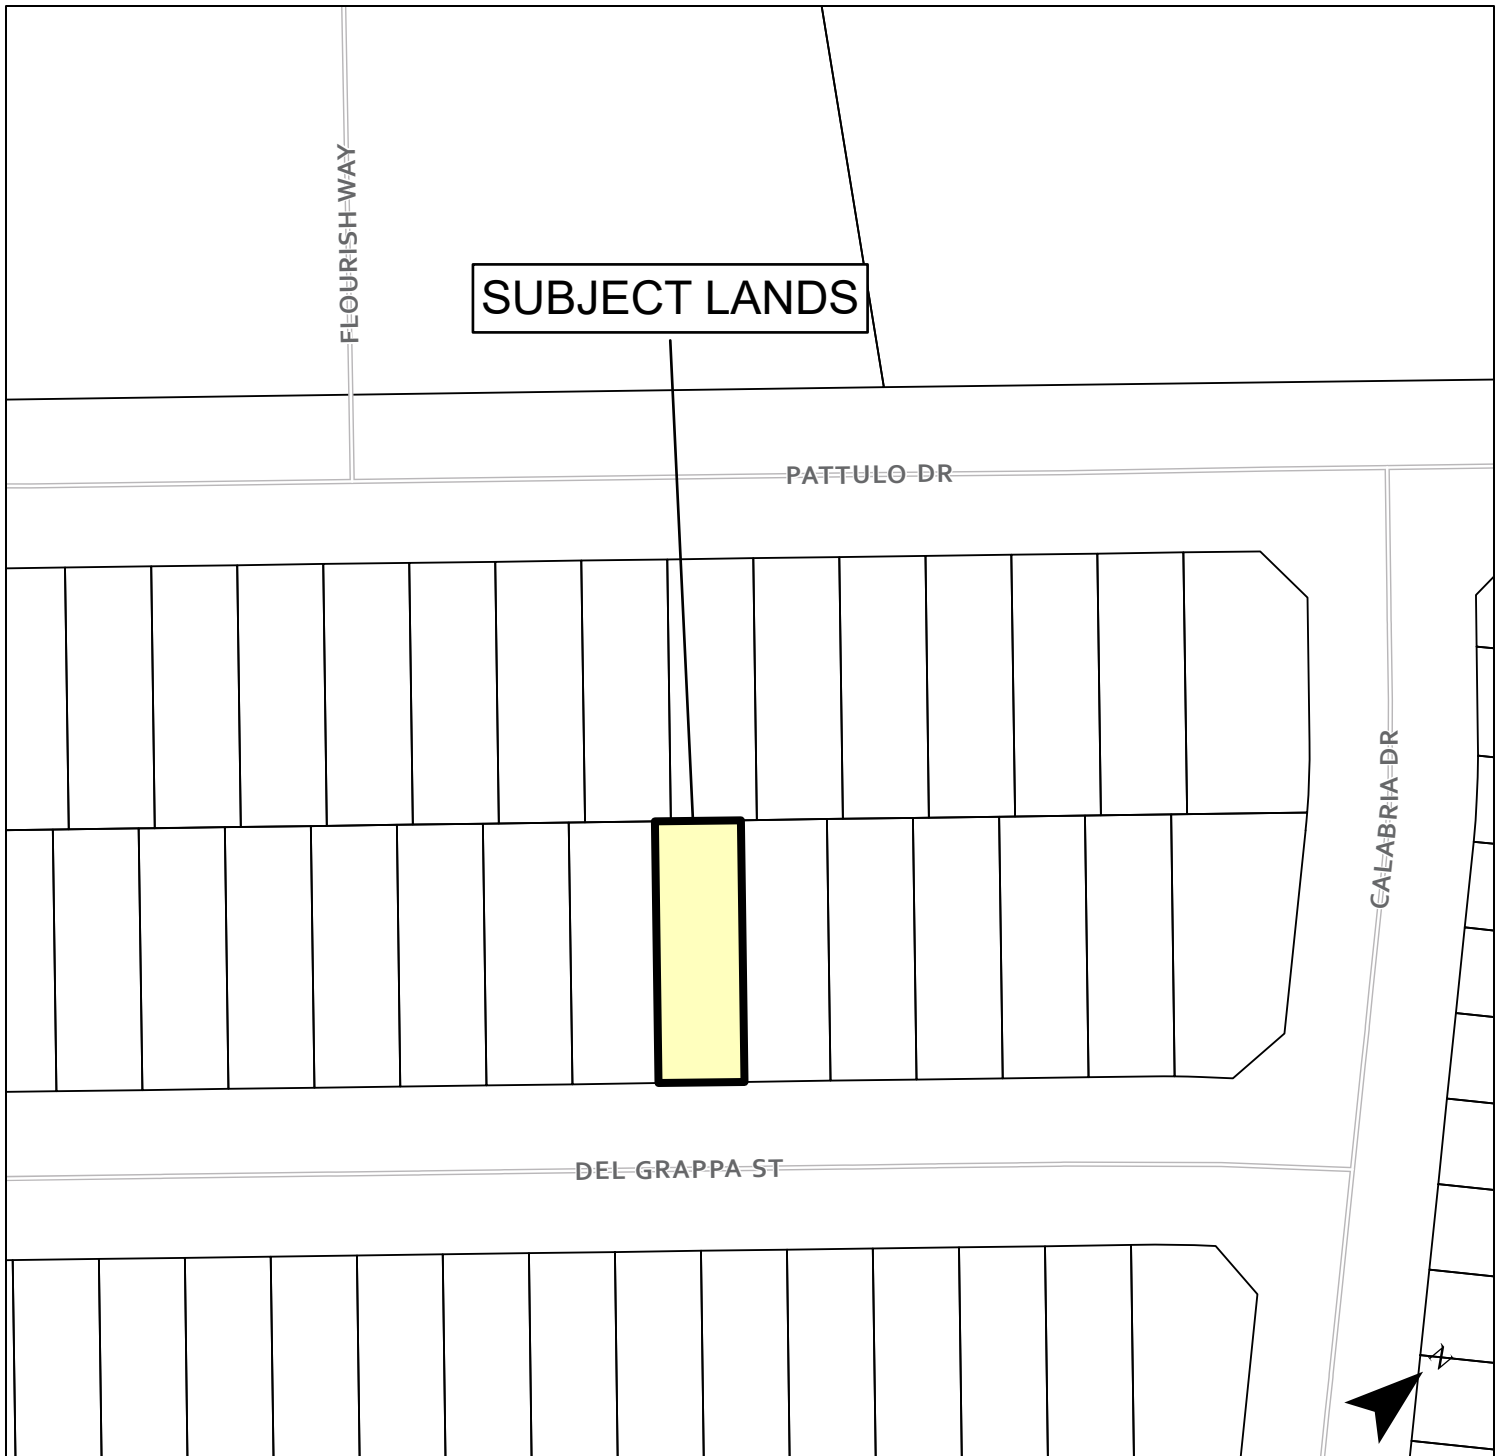 FLOURISH WAY
SUBJECT LANDS
PATTULO DR
CALABRIA DR
DEL GRAPPA ST
N